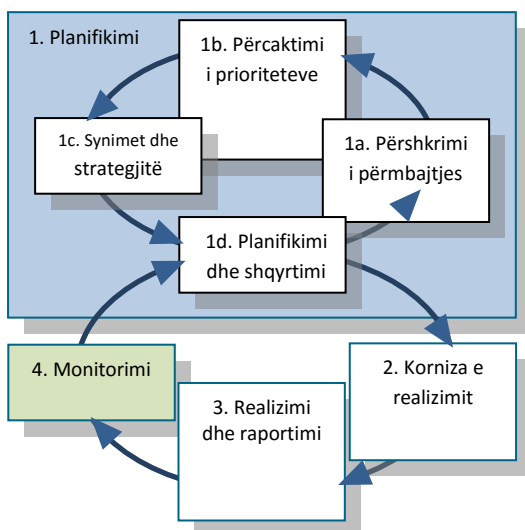 1. Planifikimi
1b. Përcaktimi
i prioriteteve
1c. Synimet dhe
strategjitë
1a. Përshkrimi
i përmbajtjes
1d. Planifikimi
dhe shqyrtimi
4. Monitorimi
2. Korniza e
realizimit
3. Realizimi
dhe raportimi